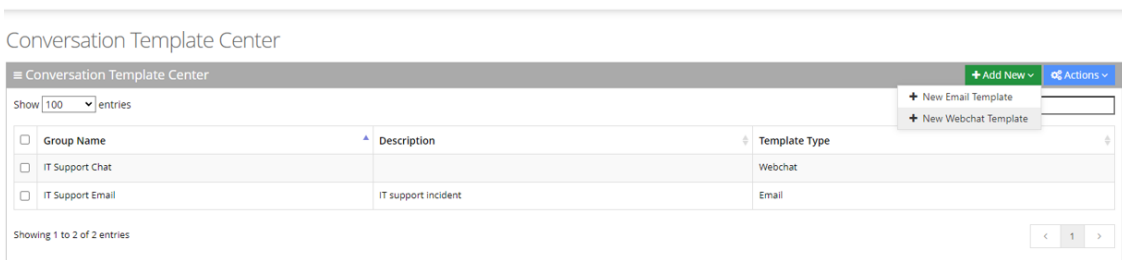 Conversation Template Center
Conversation Template Center
Add New
Actions
Show 100 entries
New Email Template
New Webchat Template
Group Name Description Template Type
IT Support Chat Webchat
IT Support Email IT support incident Email
Showing 1 to 2 of 2 entries
< 1 >